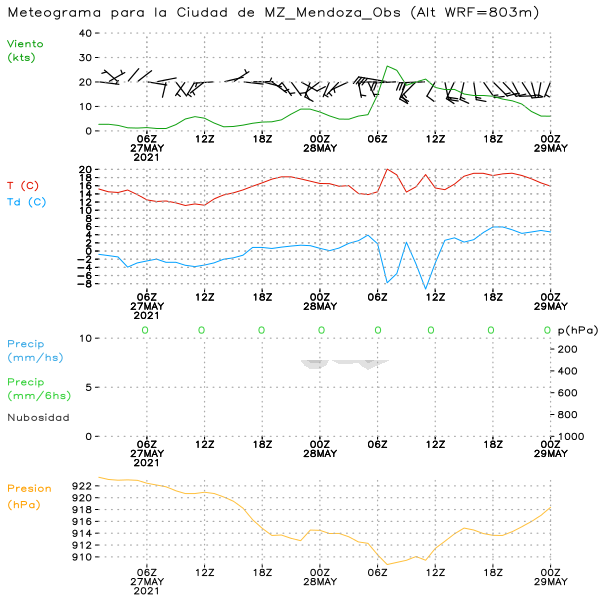 Meteograma para la Ciudad de MZ_Mendoza_Obs (Alt WRF=803m)
Viento
(kts)
40
30
20
10
0
06Z 12Z 18Z 00Z 06Z 12Z 18Z 00Z
27MAY 28MAY 29MAY
2021
T (C)
Td (C)
20
18
16
14
12
10
8
6
4
2
0
-2
-4
-6
-8
06Z 12Z 18Z 00Z 06Z 12Z 18Z 00Z
27MAY 28MAY 29MAY
2021
0 0 0 0 0 0 0 0
p(hPa)
Precip
(mm/hs)
Precip
(mm/6hs)
Nubosidad
10
5
0
200
400
600
800
1000
06Z 12Z 18Z 00Z 06Z 12Z 18Z 00Z
27MAY 28MAY 29MAY
2021
Presion
(hPa)
922
920
918
916
914
912
910
06Z 12Z 18Z 00Z 06Z 12Z 18Z 00Z
27MAY 28MAY 29MAY
2021